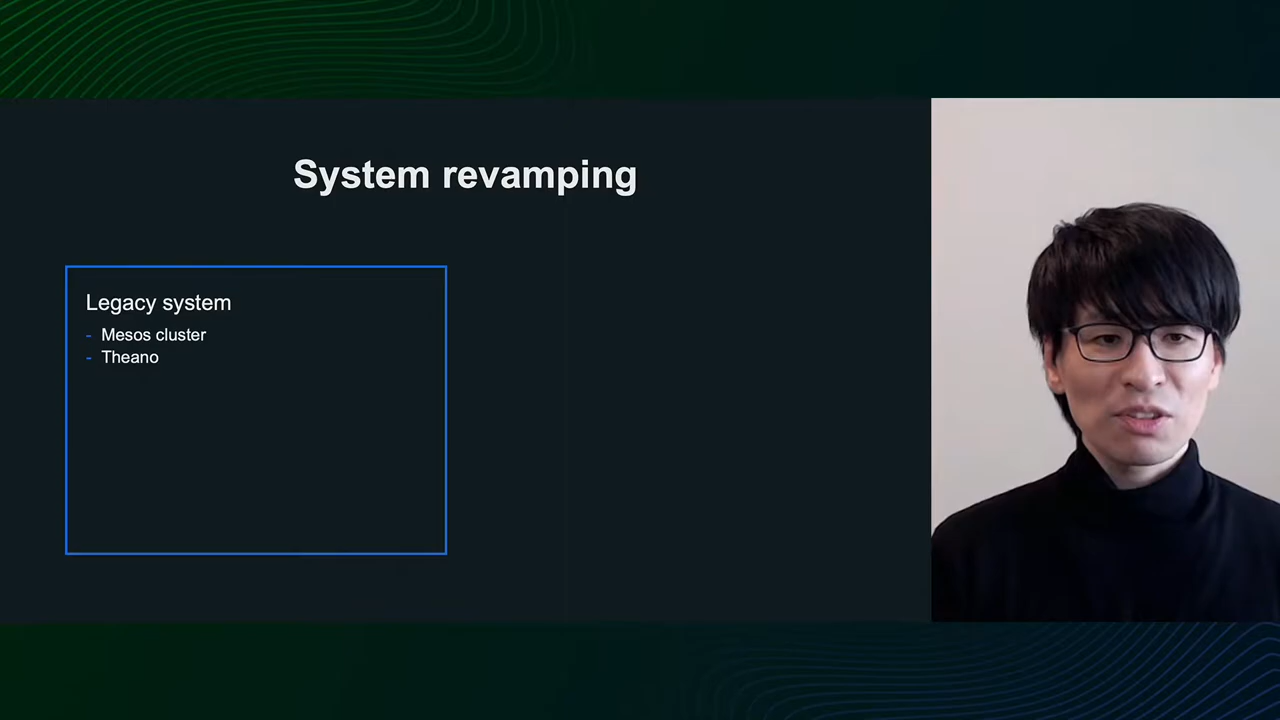 System revamping
Legacy system
- Mesos cluster
- Theano